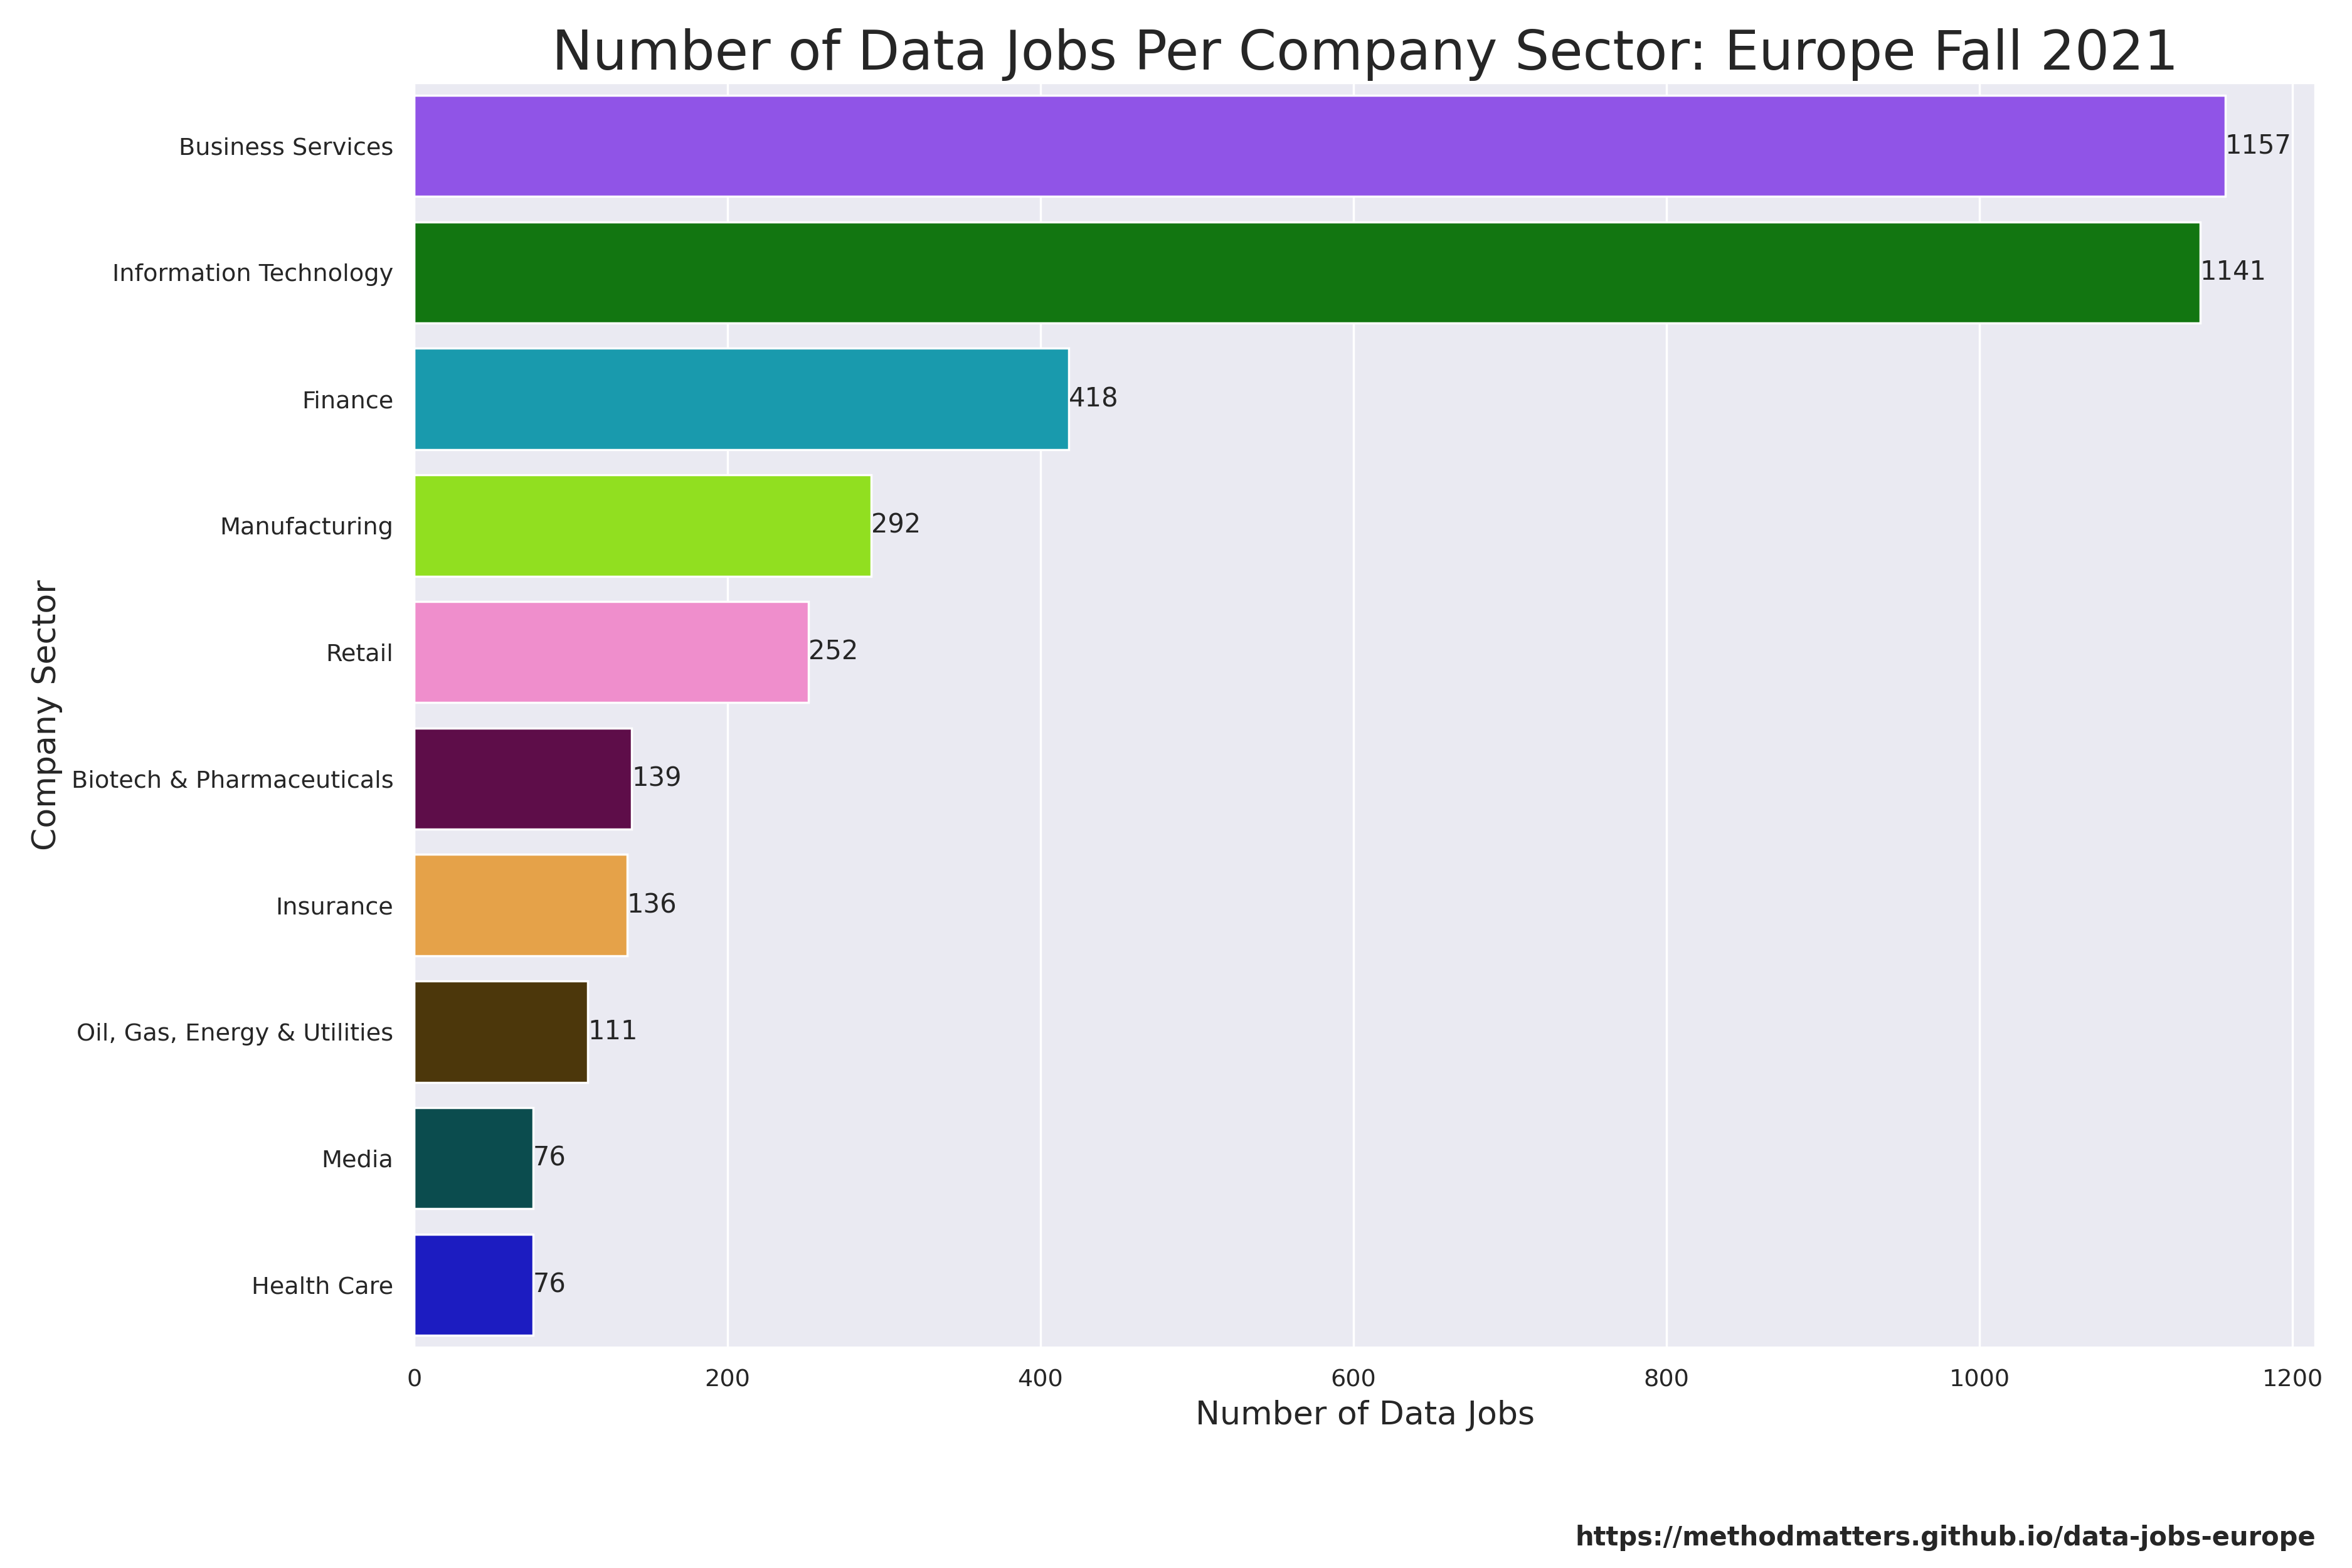 Number of Data Jobs Per Company Sector: Europe Fall 2021
Company Sector
Business Services 1157
Information Technology 1141
Finance 418
Manufacturing 292
Retail 252
Biotech & Pharmaceuticals 139
Insurance 136
Oil, Gas, Energy & Utilities 111
Media 76
Health Care 76
0 200 400 600 800 1000 1200
Number of Data Jobs
https://methodmatters.github.io/data-jobs-europe